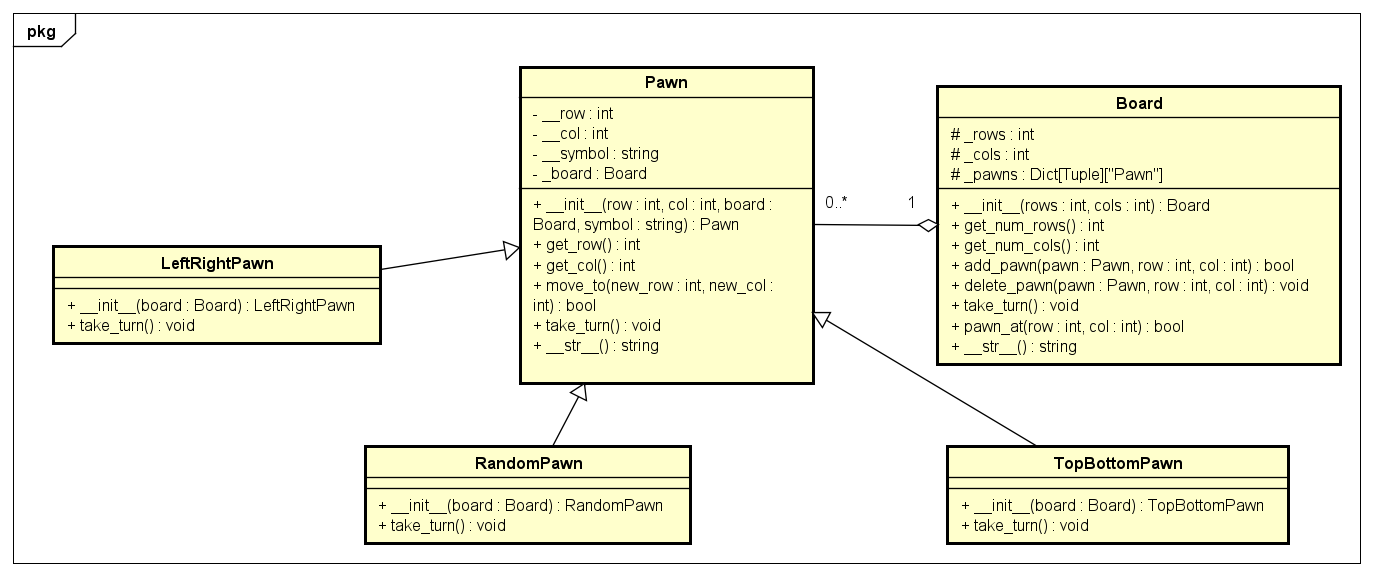 pkg
Pawn
- __row : int
- __col : int
- __symbol : string
- _board : Board
+ __init__(row : int, col : int, board :
Board, symbol : string) : Pawn
+ get_row() : int
+ get_col() : int
+ move_to(new_row : int, new_col :
int) : bool
+ take_turn() : void
+ __str__() : string
0..*
1
Board
# _rows : int
# _cols : int
# _pawns : Dict[Tuple]["Pawn"]
+ __init__(rows : int, cols : int) : Board
+ get_num_rows() : int
+ get_num_cols() : int
+ add_pawn(pawn : Pawn, row : int, col : int) : bool
+ delete_pawn(pawn : Pawn, row : int, col : int) : void
+ take_turn() : void
+ pawn_at(row : int, col : int) : bool
+ __str__() : string
LeftRightPawn
+ __init__(board : Board) : LeftRightPawn
+ take_turn() : void
RandomPawn
+ __init__(board : Board) : RandomPawn
+ take_turn() : void
TopBottomPawn
+ __init__(board : Board) : TopBottomPawn
+ take_turn() : void